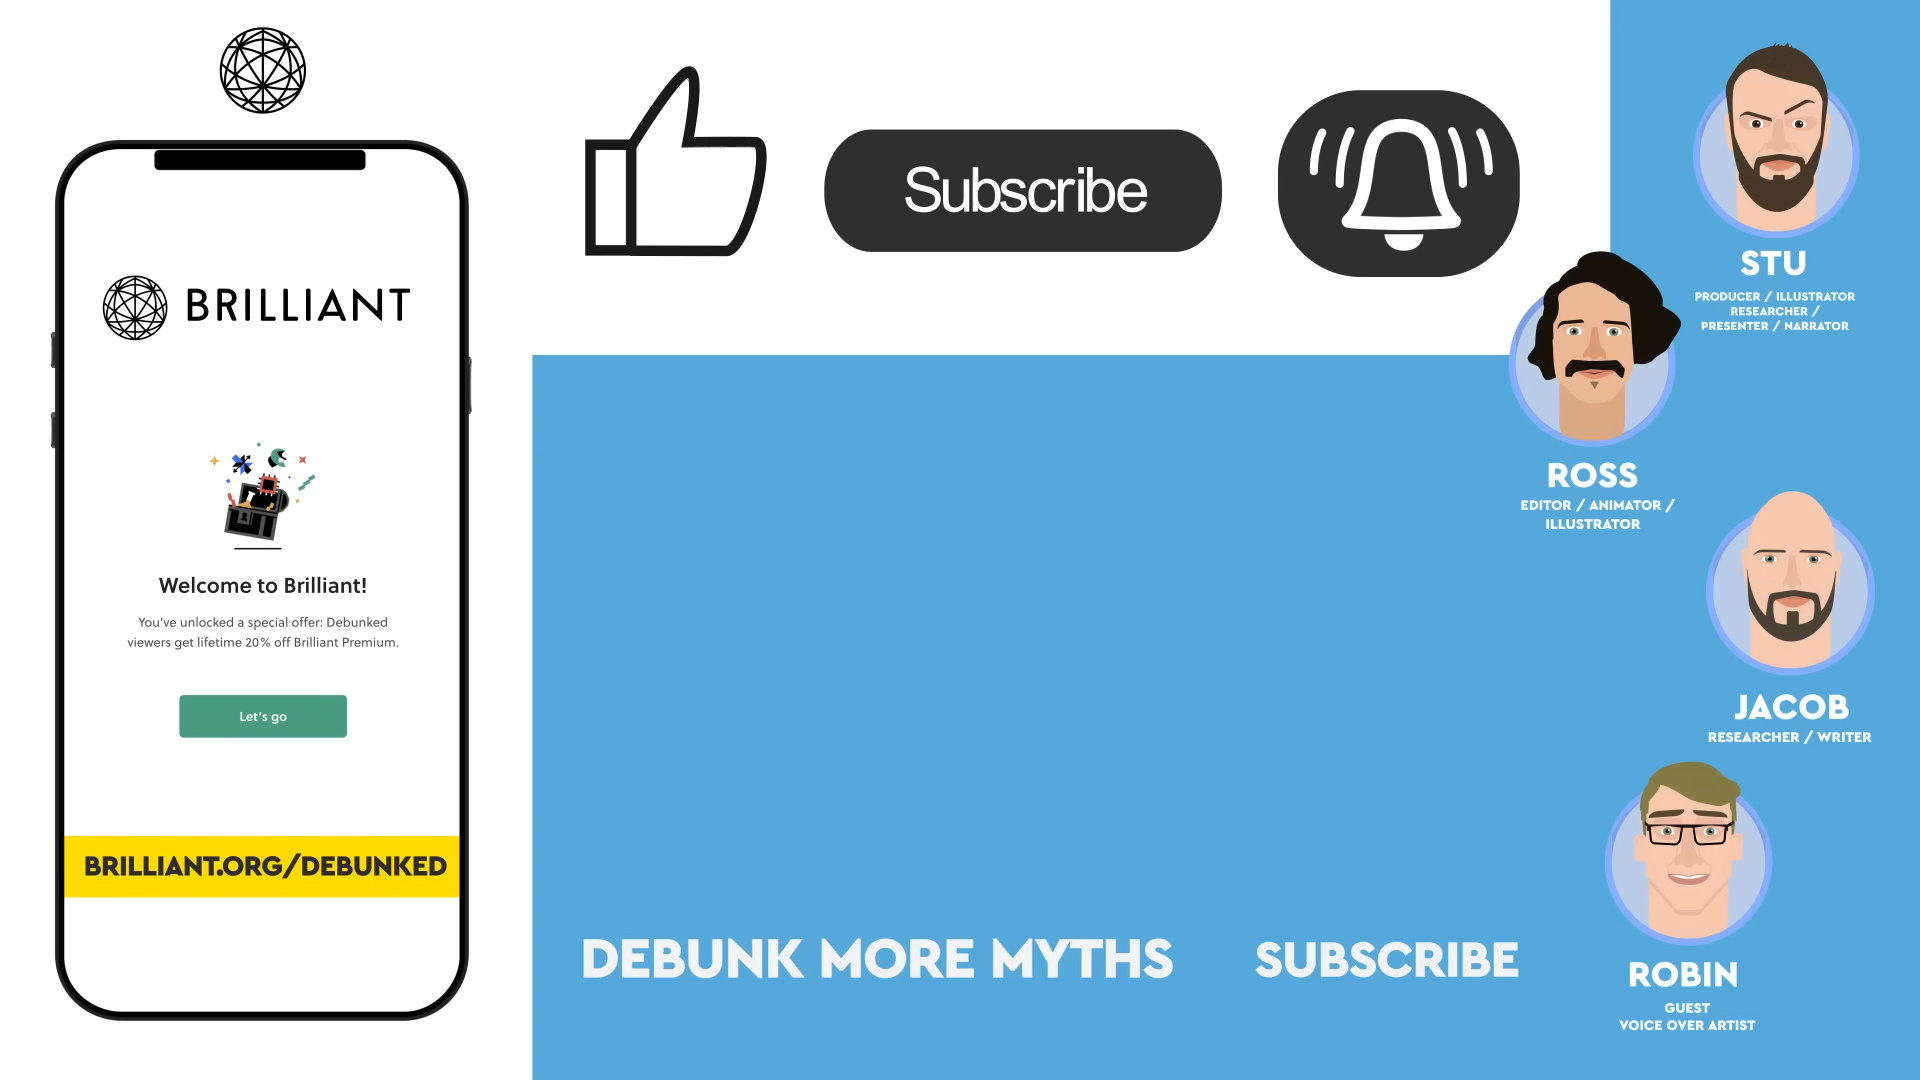 BRILLIANT
Welcome to Brilliant!
You've unlocked a special offer: Debunked
viewers get lifetime 20% off Brilliant Premium.
Let's go
BRILLIANT.ORG/DEBUNKED
Subscribe
STU
PRODUCER / ILLUSTRATOR
RESEARCHER /
PRESENTER / NARRATOR
ROSS
EDITOR / ANIMATOR /
ILLUSTRATOR
JACOB
RESEARCHER / WRITER
ROBIN
GUEST
VOICE OVER ARTIST
DEBUNK MORE MYTHS
SUBSCRIBE